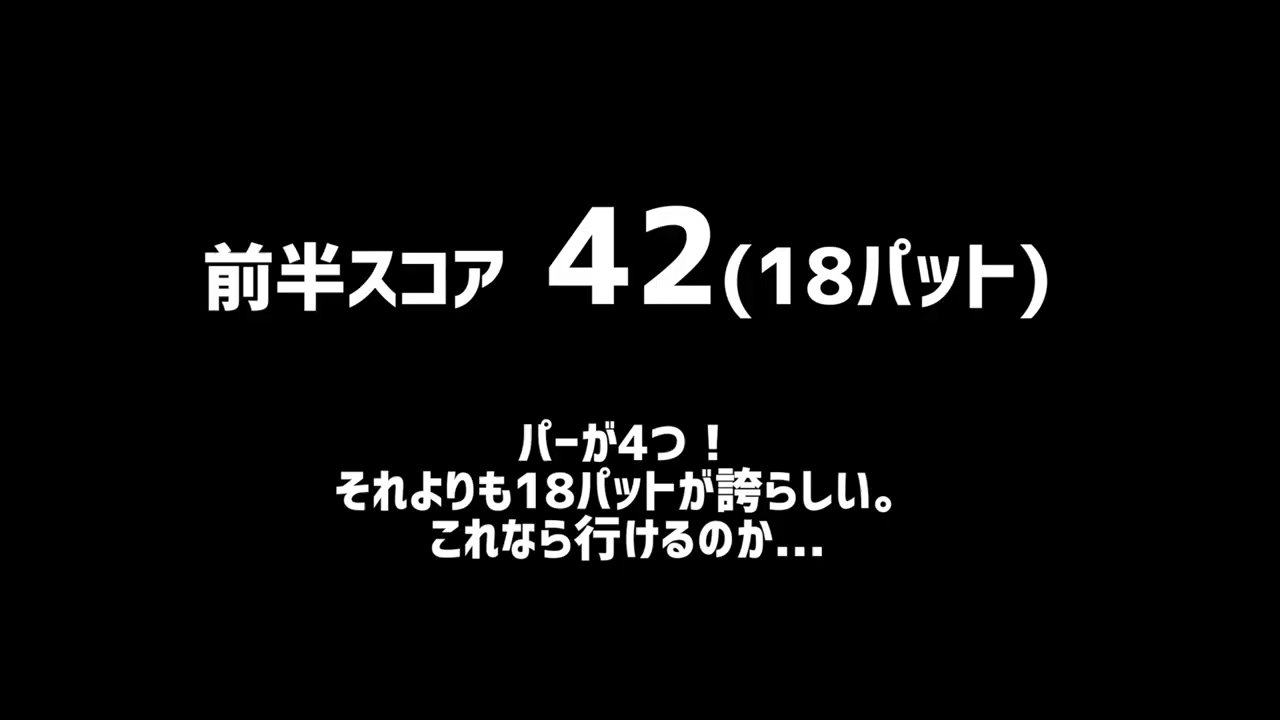 前半スコア 42(18パット)
パーが4つ！
それよりも18パットが誇らしい。
これなら行けるのか...